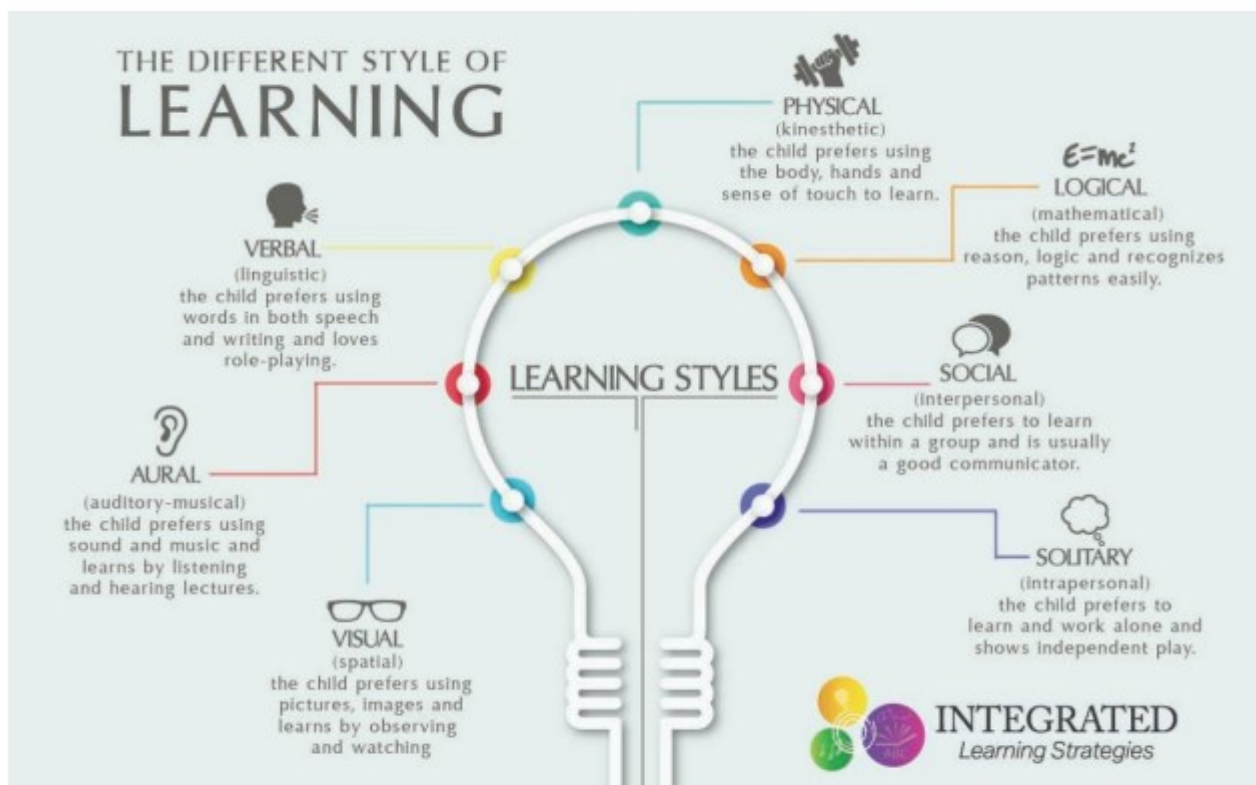 THE DIFFERENT STYLE OF
LEARNING
PHYSICAL
(kinesthetic)
the child prefers using
the body, hands and
sense of touch to learn.
E=mc²
LOGICAL
(mathematical)
the child prefers using
reason, logic and recognizes
patterns easily.
VERBAL
(linguistic)
the child prefers using
words in both speech
and writing and loves
role-playing.
LEARNING STYLES
SOCIAL
(interpersonal)
the child prefers to learn
within a group and is usually
a good communicator.
AURAL
(auditory-musical)
the child prefers using
sound and music and
learns by listening
and hearing lectures.
SOLITARY
(intrapersonal)
the child prefers to
learn and work alone and
shows independent play.
VISUAL
(spatial)
the child prefers using
pictures, images and
learns by observing
and watching
ABC
INTEGRATED
Learning Strategies